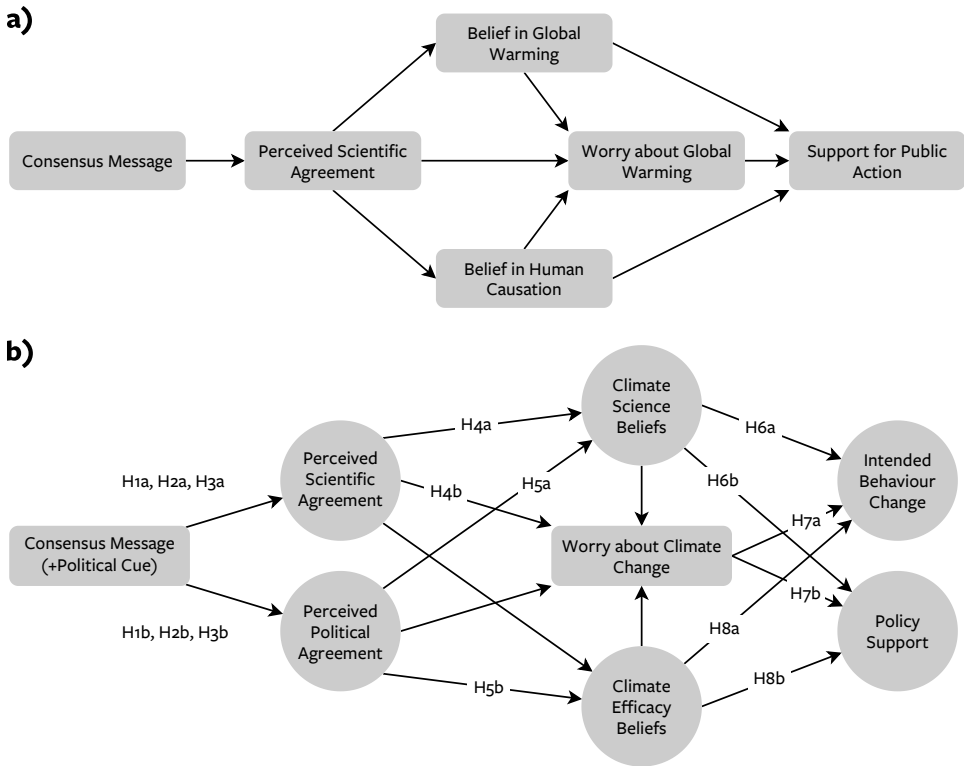 a)
Belief in Global
Warming
Consensus Message
Perceived Scientific
Agreement
Worry about Global
Warming
Support for Public
Action
Belief in Human
Causation
b)
Climate
Science
Beliefs
H4a
H6a
Perceived
Scientific
Agreement
Intended
Behaviour
Change
H1a, H2a, H3a
H4b
H5a
H6b
H7a
Consensus Message
(+Political Cue)
Worry about Climate
Change
H7b
Perceived
Political
Agreement
H1b, H2b, H3b
H8a
Policy
Support
H5b
Climate
Efficacy
Beliefs
H8b